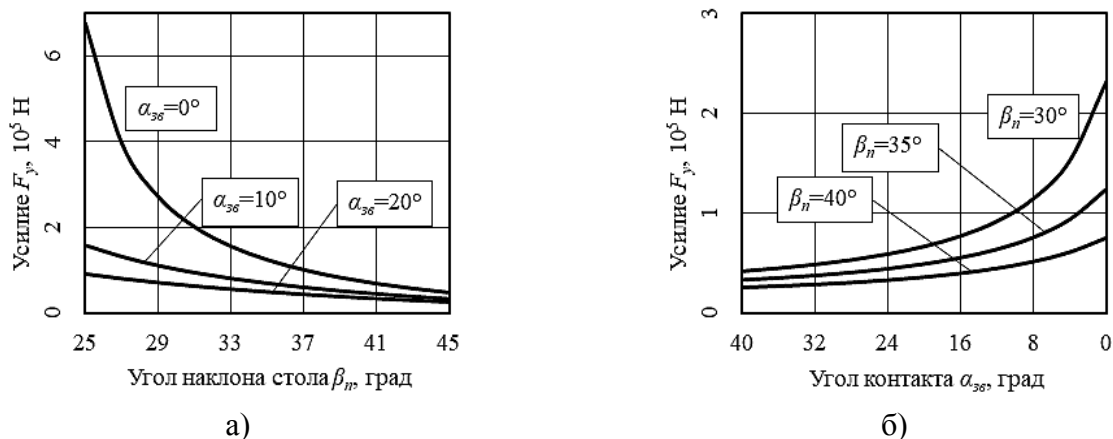 Усилие Fy, 10⁵ Н
6
4
2
0
αзв=0°
αзв=10°
αзв=20°
25 29 33 37 41 45
Угол наклона стола βп, град
а)
Усилие Fy, 10⁵ Н
3
2
1
0
βп=30°
βп=35°
βп=40°
40 32 24 16 8 0
Угол контакта αзв, град
б)